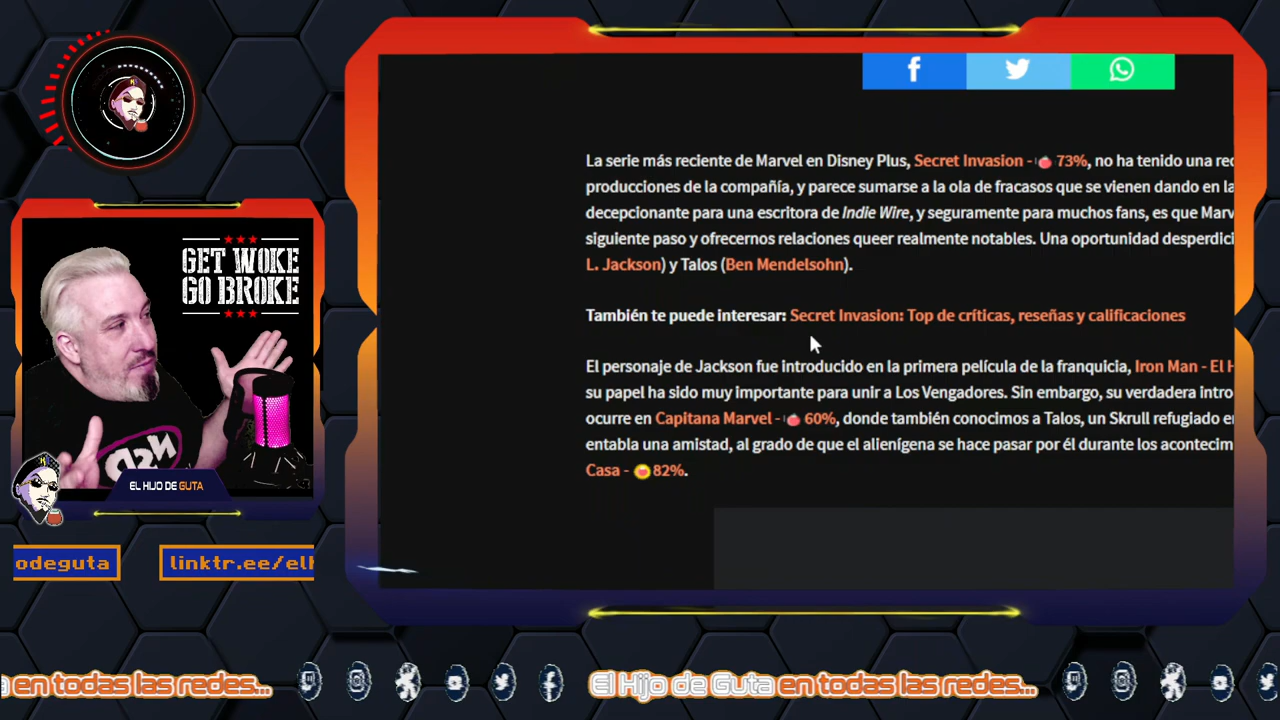 La serie más reciente de Marvel en Disney Plus, Secret Invasion - 73%, no ha tenido una
producciones de la compañía, y parece sumarse a la ola de fracasos que se vienen dando en la
decepcionante para una escritora de Indie Wire, y seguramente para muchos fans, es que
siguiente paso y ofrecernos relaciones queer realmente notables. Una oportunidad
L. Jackson) y Talos (Ben Mendelsohn).
También te puede interesar: Secret Invasion: Top de críticas, reseñas y calificaciones
El personaje de Jackson fue introducido en la primera película de la franquicia, Iron Man - El
su papel ha sido muy importante para unir a Los Vengadores. Sin embargo, su verdadera
ocurre en Capitana Marvel - 60%, donde también conocimos a Talos, un Skrull refugiado
entabla una amistad, al grado de que el alienígena se hace pasar por él durante los
Casa - 82%.
GET WOKE
GO BROKE
EL HIJO DE GUTA
odeguta
linktr.ee/elh
a en todas las redes...
El Hijo de Guta en todas las redes...